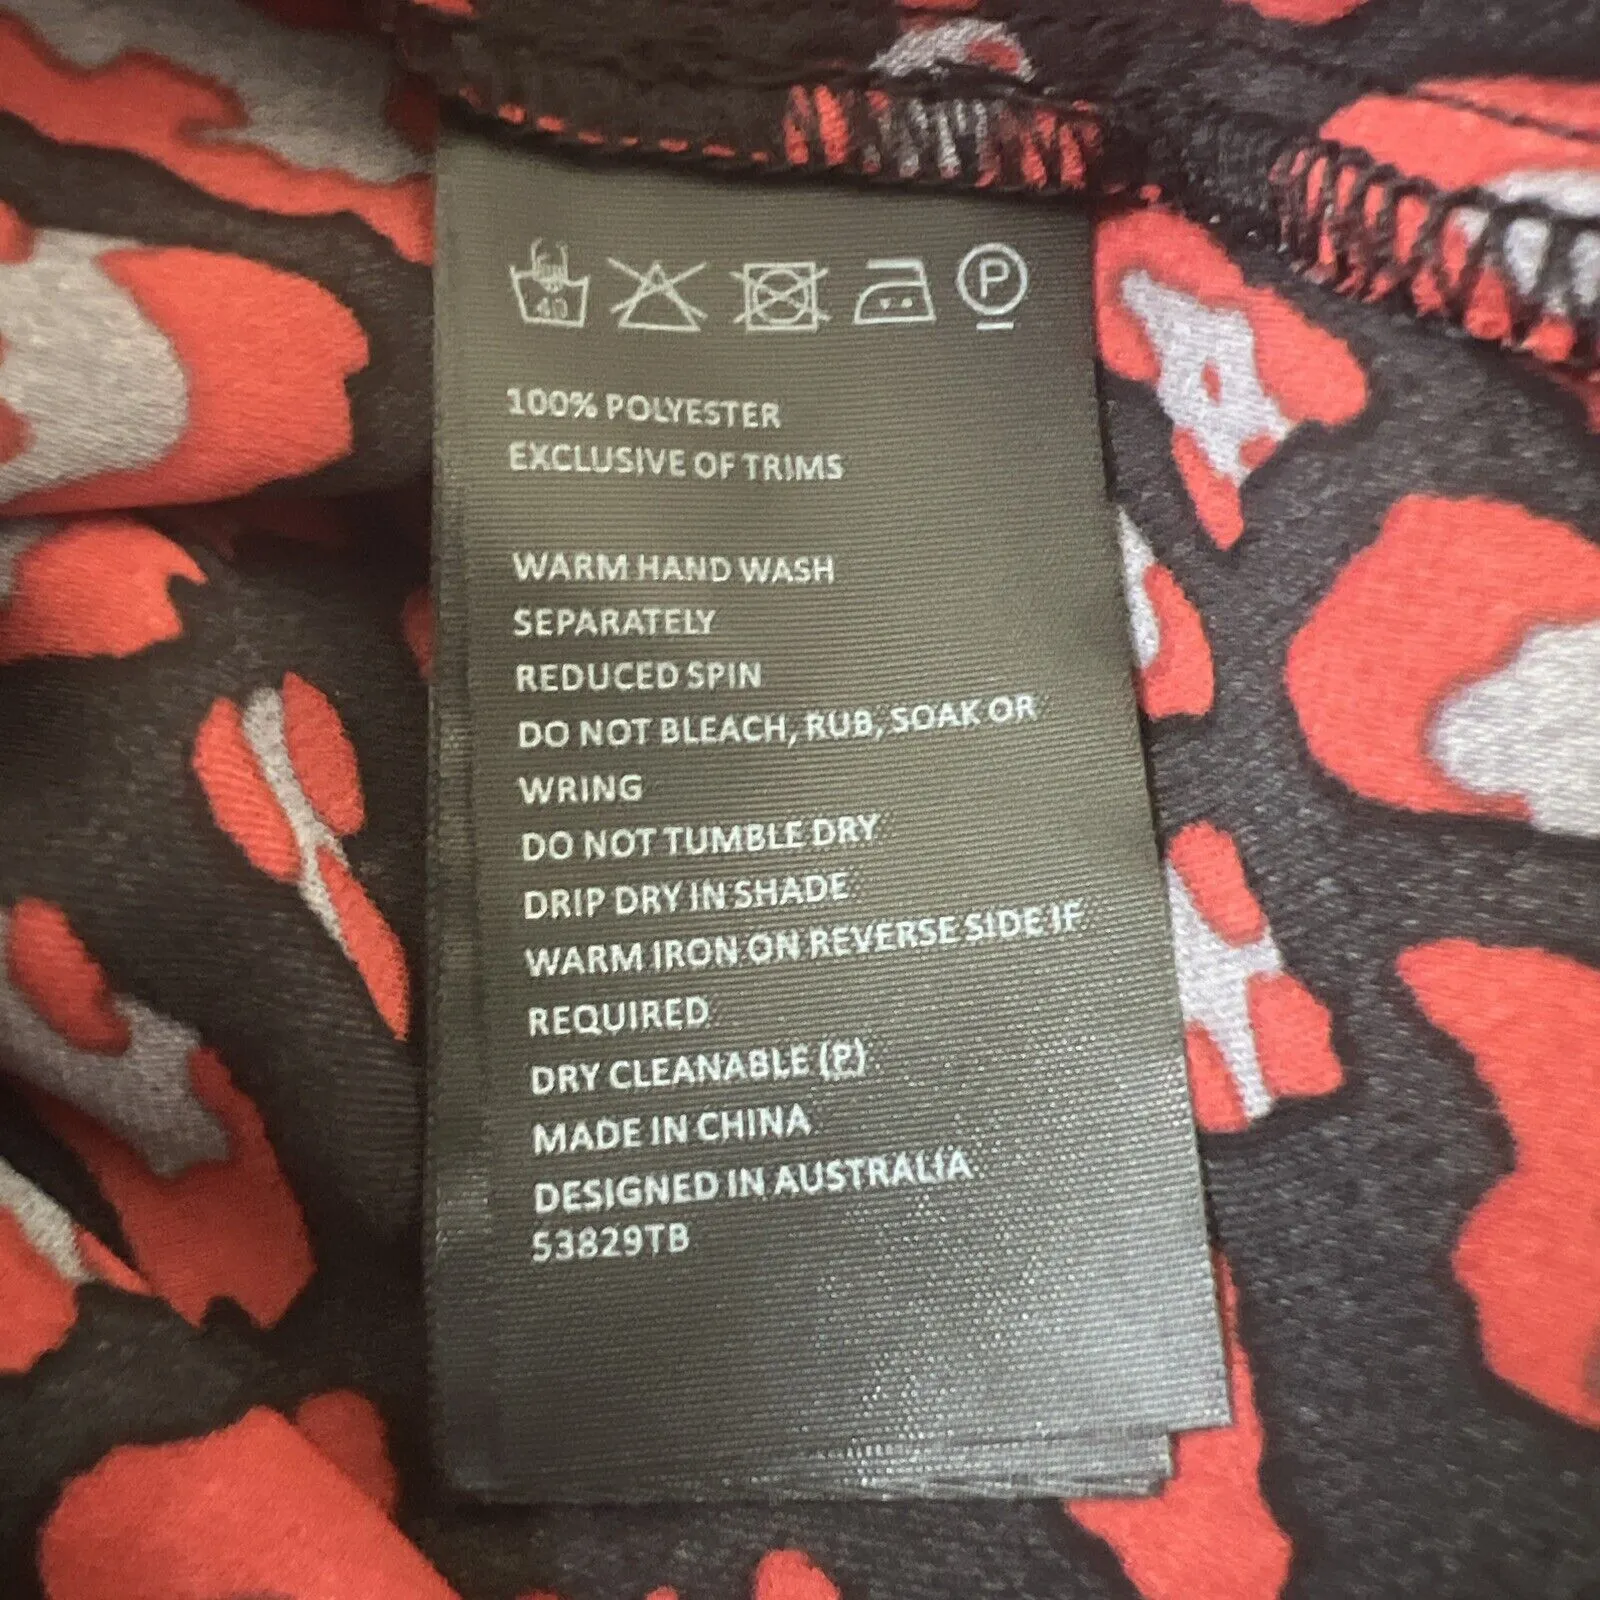 40 P
100% POLYESTER
EXCLUSIVE OF TRIMS
WARM HAND WASH
SEPARATELY
REDUCED SPIN
DO NOT BLEACH, RUB, SOAK OR
WRING
DO NOT TUMBLE DRY
DRIP DRY IN SHADE
WARM IRON ON REVERSE SIDE IF
REQUIRED
DRY CLEANABLE (P)
MADE IN CHINA
DESIGNED IN AUSTRALIA
53829TB